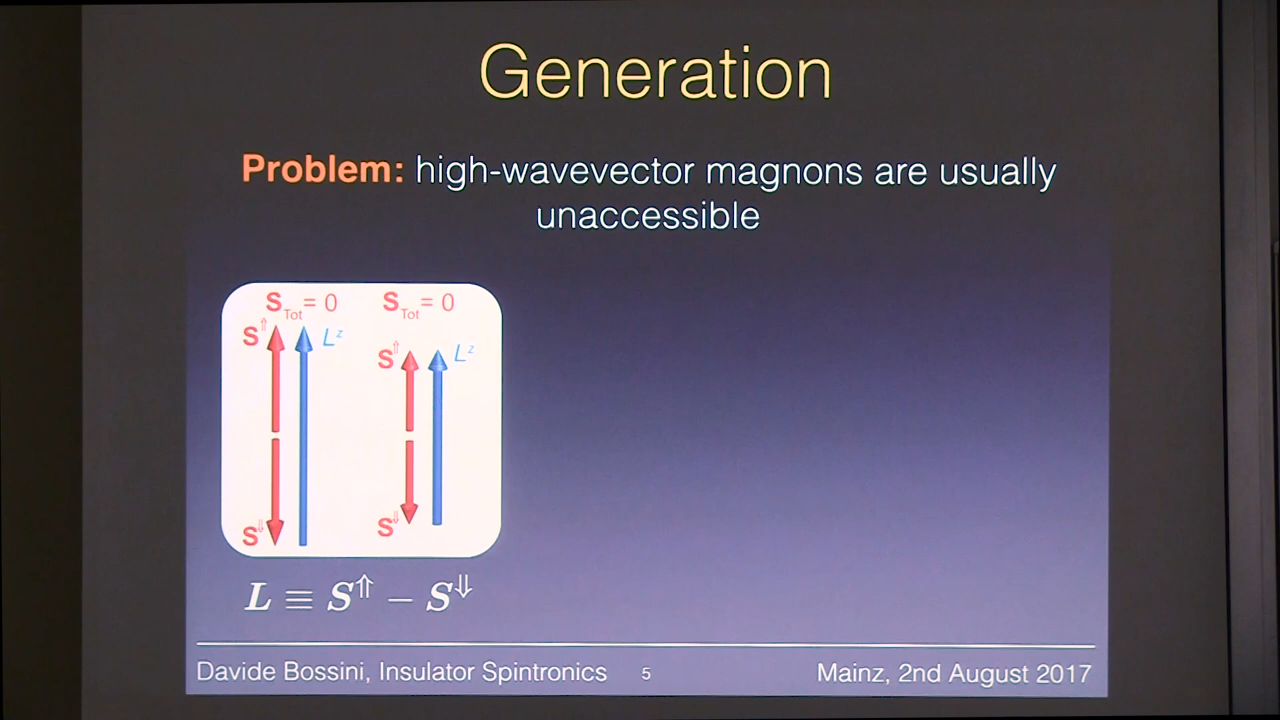 Generation
Problem: high-wavevector magnons are usually
unaccessible
S_Tot = 0 S_Tot = 0
S^⇑ L^z S^⇑ L^z
S^⇓ S^⇓
L ≡ S^⇑ − S^⇓
Davide Bossini, Insulator Spintronics 5 Mainz, 2nd August 2017